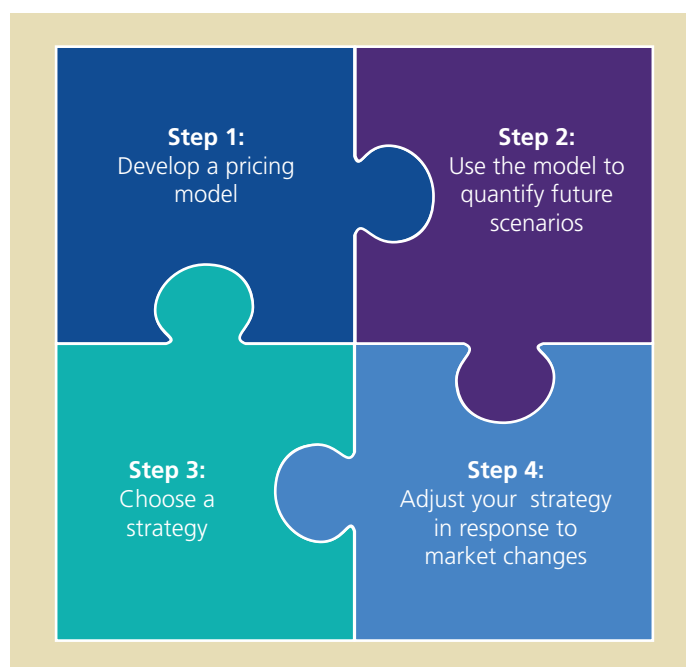 Step 1:
Develop a pricing
model
Step 2:
Use the model to
quantify future
scenarios
Step 3:
Choose a
strategy
Step 4:
Adjust your strategy
in response to
market changes